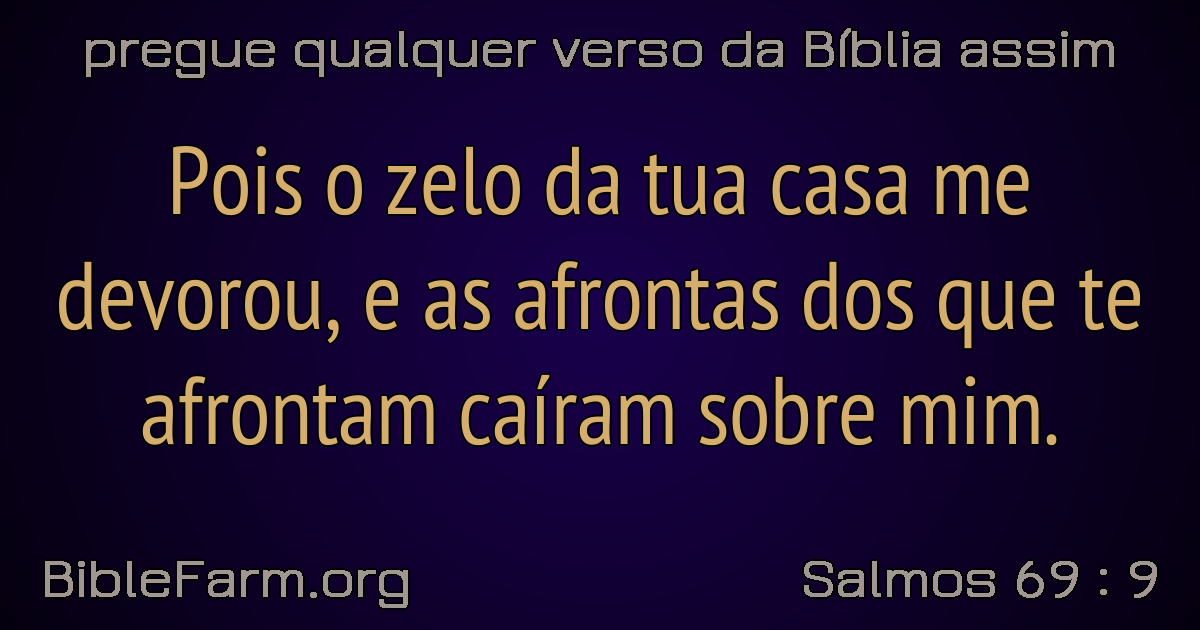 pregue qualquer verso da Bíblia assim
Pois o zelo da tua casa me
devorou, e as afrontas dos que te
afrontam caíram sobre mim.
BibleFarm.org
Salmos 69 : 9